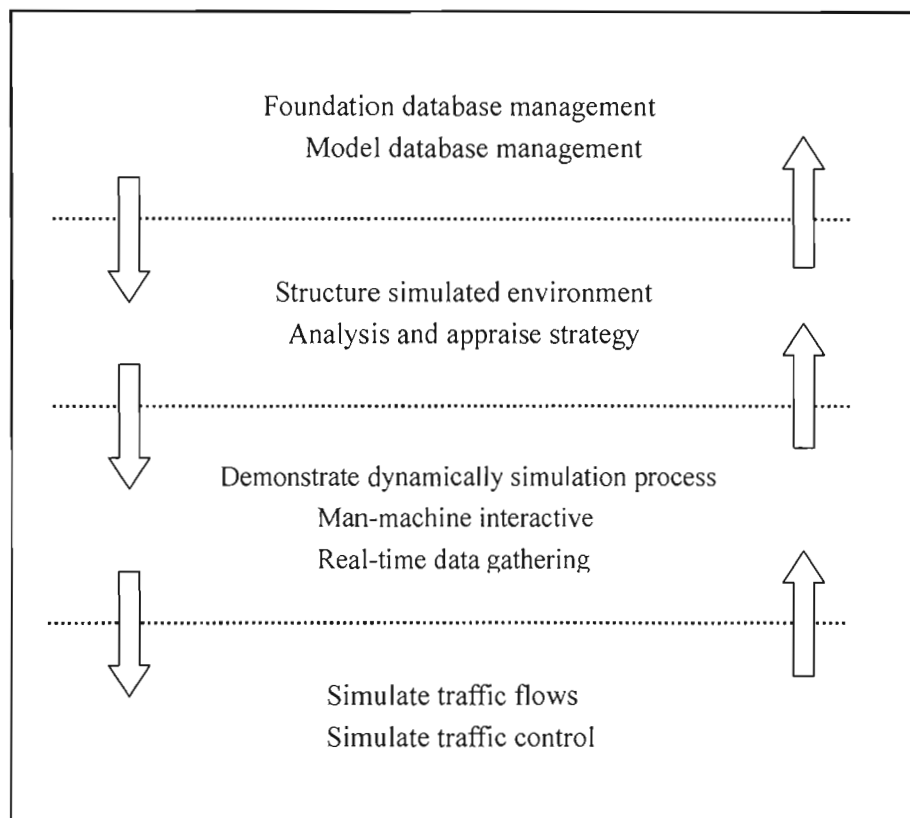 Foundation database management
Model database management
Structure simulated environment
Analysis and appraise strategy
Demonstrate dynamically simulation process
Man-machine interactive
Real-time data gathering
Simulate traffic flows
Simulate traffic control